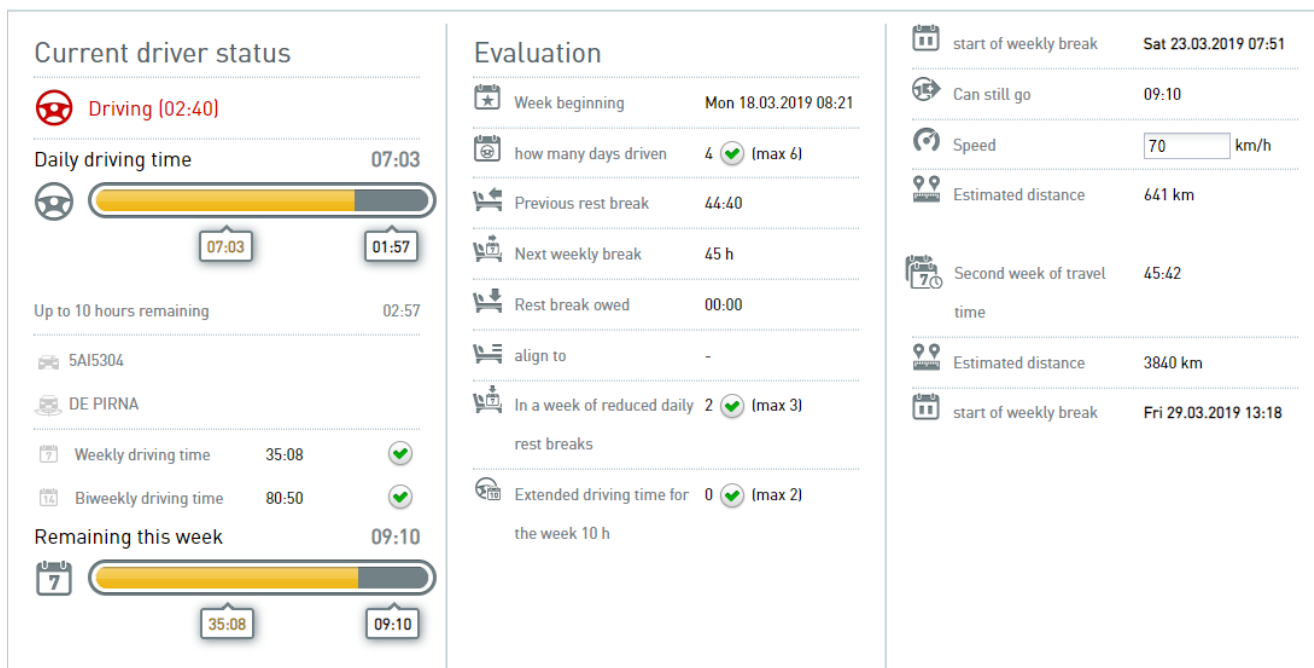 Current driver status
Driving (02:40)
Daily driving time 07:03
07:03 01:57
Up to 10 hours remaining 02:57
5AI5304
DE PIRNA
7 Weekly driving time 35:08
14 Biweekly driving time 80:50
Remaining this week 09:10
7
35:08 09:10
Evaluation
Week beginning Mon 18.03.2019 08:21
how many days driven 4 (max 6)
Previous rest break 44:40
7 Next weekly break 45 h
Rest break owed 00:00
align to -
7 In a week of reduced daily 2 (max 3)
rest breaks
10 Extended driving time for 0 (max 2)
the week 10 h
start of weekly break Sat 23.03.2019 07:51
Can still go 09:10
Speed 70 km/h
Estimated distance 641 km
7 Second week of travel 45:42
time
Estimated distance 3840 km
start of weekly break Fri 29.03.2019 13:18